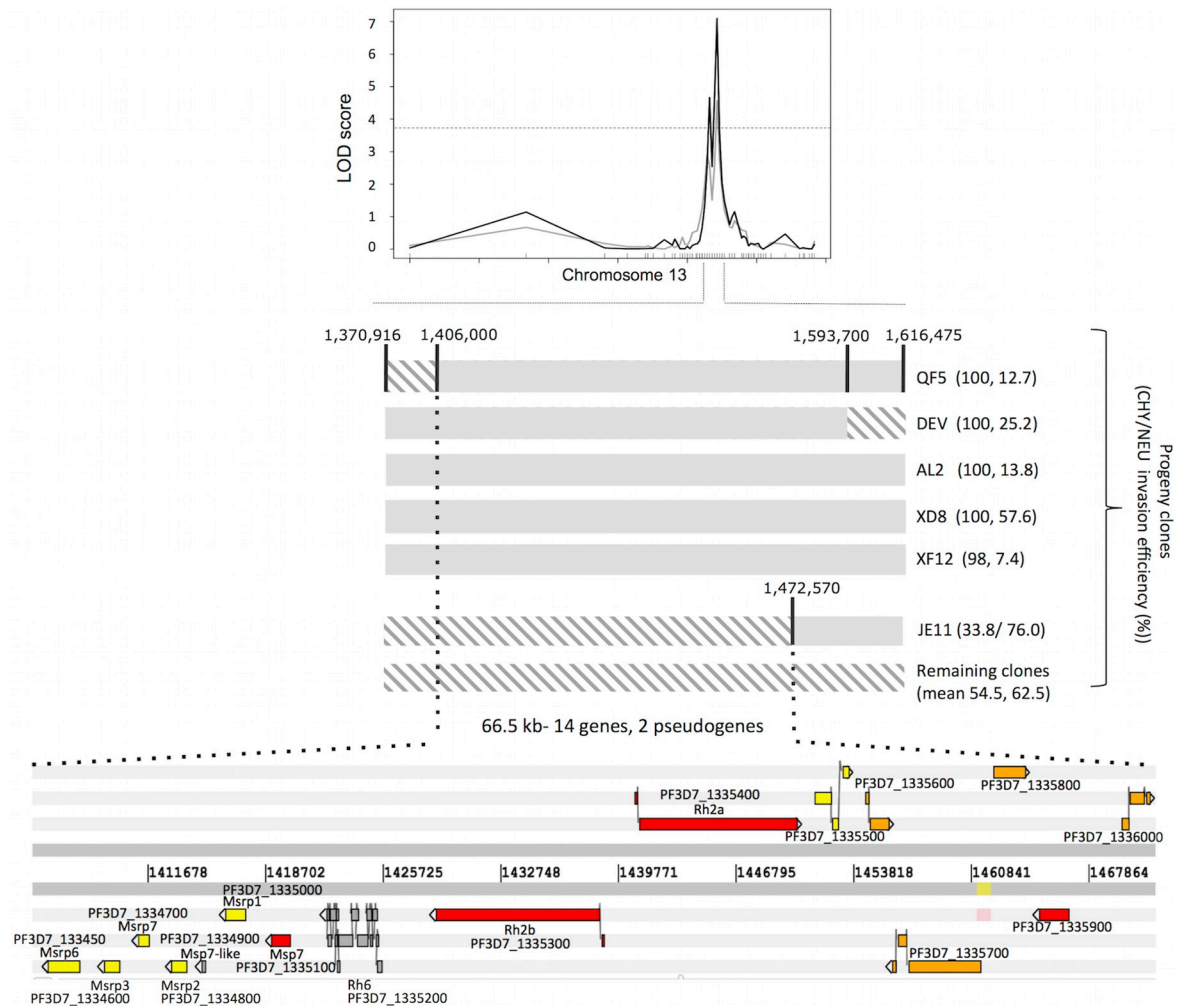 7
6
5
4
3
2
1
0
LOD score
Chromosome 13
1,370,916 1,406,000 1,593,700 1,616,475
QF5 (100, 12.7)
DEV (100, 25.2)
AL2 (100, 13.8)
XD8 (100, 57.6)
XF12 (98, 7.4)
1,472,570
JE11 (33.8/ 76.0)
Remaining clones
(mean 54.5, 62.5)
Progeny clones
(CHY/NEU invasion efficiency (%))
66.5 kb- 14 genes, 2 pseudogenes
PF3D7_1335400
Rh2a
PF3D7_1335500
PF3D7_1335600
PF3D7_1335800
PF3D7_1336000
1411678 1418702 1425725 1432748 1439771 1446795 1453818 1460841 1467864
PF3D7_1335000
Msrp1
PF3D7_1334700
Msrp7
PF3D7_133450
Msrp6
PF3D7_1334600
Msrp3
Msrp2
PF3D7_1334800
Msp7-like
PF3D7_1334900
Msp7
PF3D7_1335100
Rh6
PF3D7_1335200
Rh2b
PF3D7_1335300
PF3D7_1335700
PF3D7_1335900